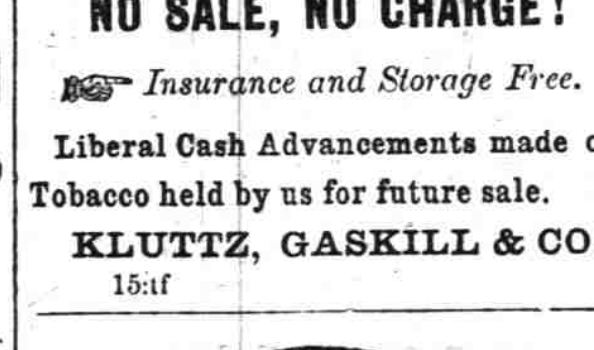 NO SALE, NO CHARGE!
☞ Insurance and Storage Free.
Liberal Cash Advancements made
Tobacco held by us for future sale.
KLUTTZ, GASKILL & CO
15:tf